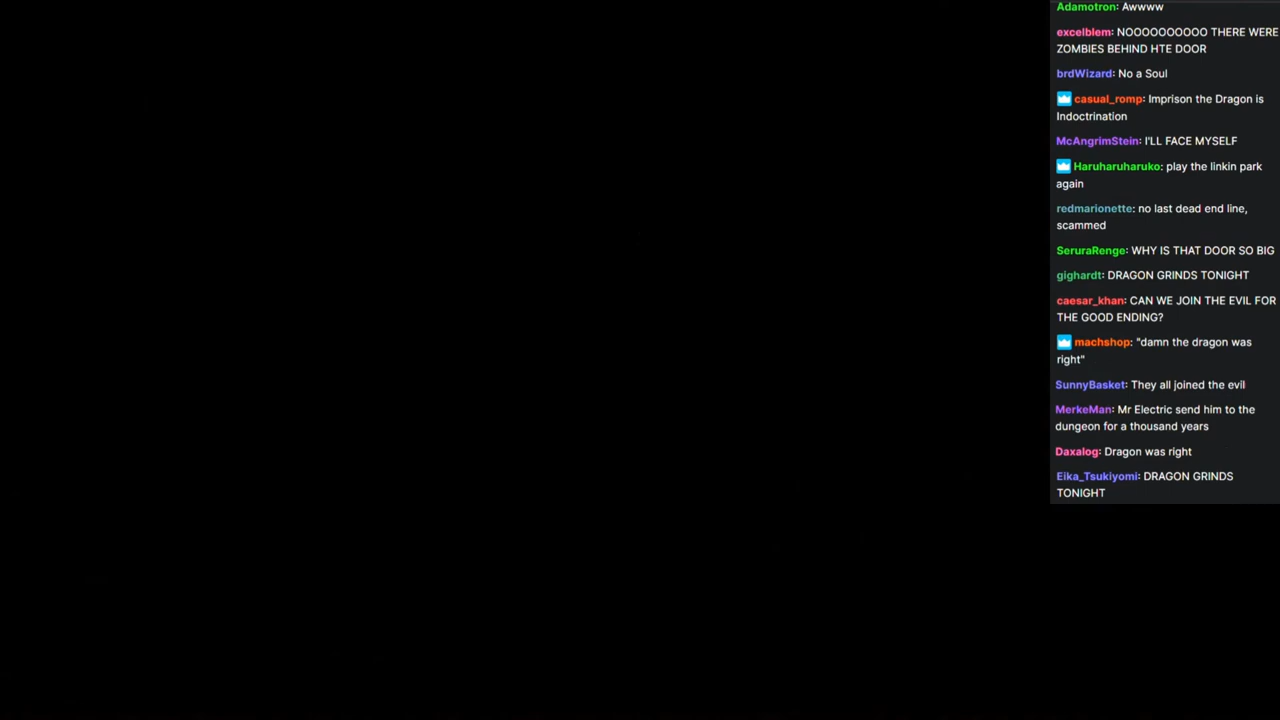 Adamotron: Awwww
excelblem: NOOOOOOOOOO THERE WERE
ZOMBIES BEHIND HTE DOOR
brdWizard: No a Soul
casual_romp: Imprison the Dragon is
Indoctrination
McAngrimStein: I'LL FACE MYSELF
Haruharuharuko: play the linkin park
again
redmarionette: no last dead end line,
scammed
SeruraRenge: WHY IS THAT DOOR SO BIG
gighardt: DRAGON GRINDS TONIGHT
caesar_khan: CAN WE JOIN THE EVIL FOR
THE GOOD ENDING?
machshop: "damn the dragon was
right"
SunnyBasket: They all joined the evil
MerkeMan: Mr Electric send him to the
dungeon for a thousand years
Daxalog: Dragon was right
Eika_Tsukiyomi: DRAGON GRINDS
TONIGHT